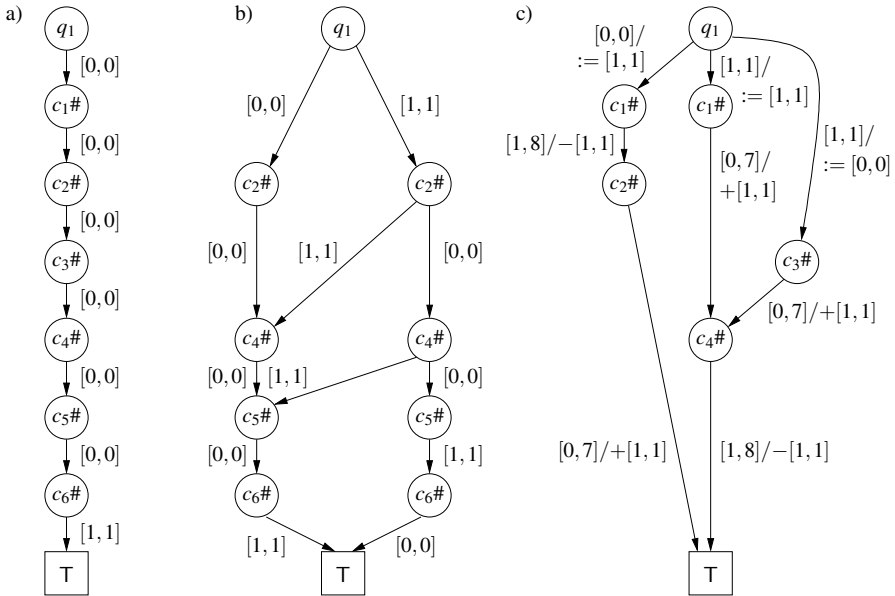 a)
q1
[0,0]
c1#
[0,0]
c2#
[0,0]
c3#
[0,0]
c4#
[0,0]
c5#
[0,0]
c6#
[1,1]
T
b)
q1
[0,0]
[1,1]
c2#
c2#
[0,0]
[1,1]
[0,0]
c4#
c4#
[0,0]
[1,1]
[0,0]
c5#
c5#
[0,0]
[1,1]
c6#
c6#
[1,1]
[0,0]
T
c)
q1
[0,0]/
:= [1,1]
[1,1]/
:= [1,1]
[1,1]/
:= [0,0]
c1#
c1#
[1,8]/−[1,1]
[0,7]/
+[1,1]
c2#
c3#
[0,7]/+[1,1]
c4#
[0,7]/+[1,1]
[1,8]/−[1,1]
T